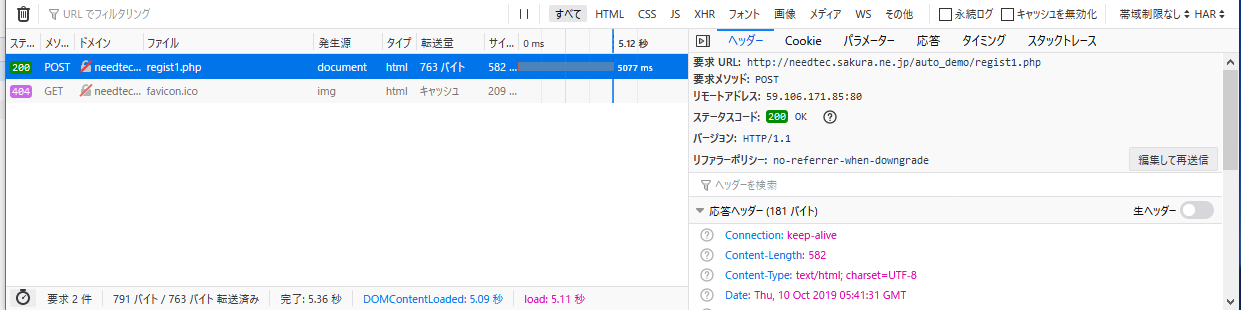 URL でフィルタリング
すべて HTML CSS JS XHR フォント 画像 メディア WS その他
永続ログ キャッシュを無効化 帯域制限なし HAR
ステ... メソ... ドメイン ファイル 発生源 タイプ 転送量 サイ... 0 ms 5.12 秒
200 POST needtec... regist1.php document html 763 バイト 582 ... 5077 ms
404 GET needtec... favicon.ico img html キャッシュ 209 ...
要求 2 件 791 バイト / 763 バイト 転送済み 完了: 5.36 秒 DOMContentLoaded: 5.09 秒 load: 5.11 秒
ヘッダー Cookie パラメーター 応答 タイミング スタックトレース
要求 URL: http://needtec.sakura.ne.jp/auto_demo/regist1.php
要求メソッド: POST
リモートアドレス: 59.106.171.85:80
ステータスコード: 200 OK
バージョン: HTTP/1.1
リファラーポリシー: no-referrer-when-downgrade 編集して再送信
ヘッダーを検索
応答ヘッダー (181 バイト) 生ヘッダー
Connection: keep-alive
Content-Length: 582
Content-Type: text/html; charset=UTF-8
Date: Thu, 10 Oct 2019 05:41:31 GMT